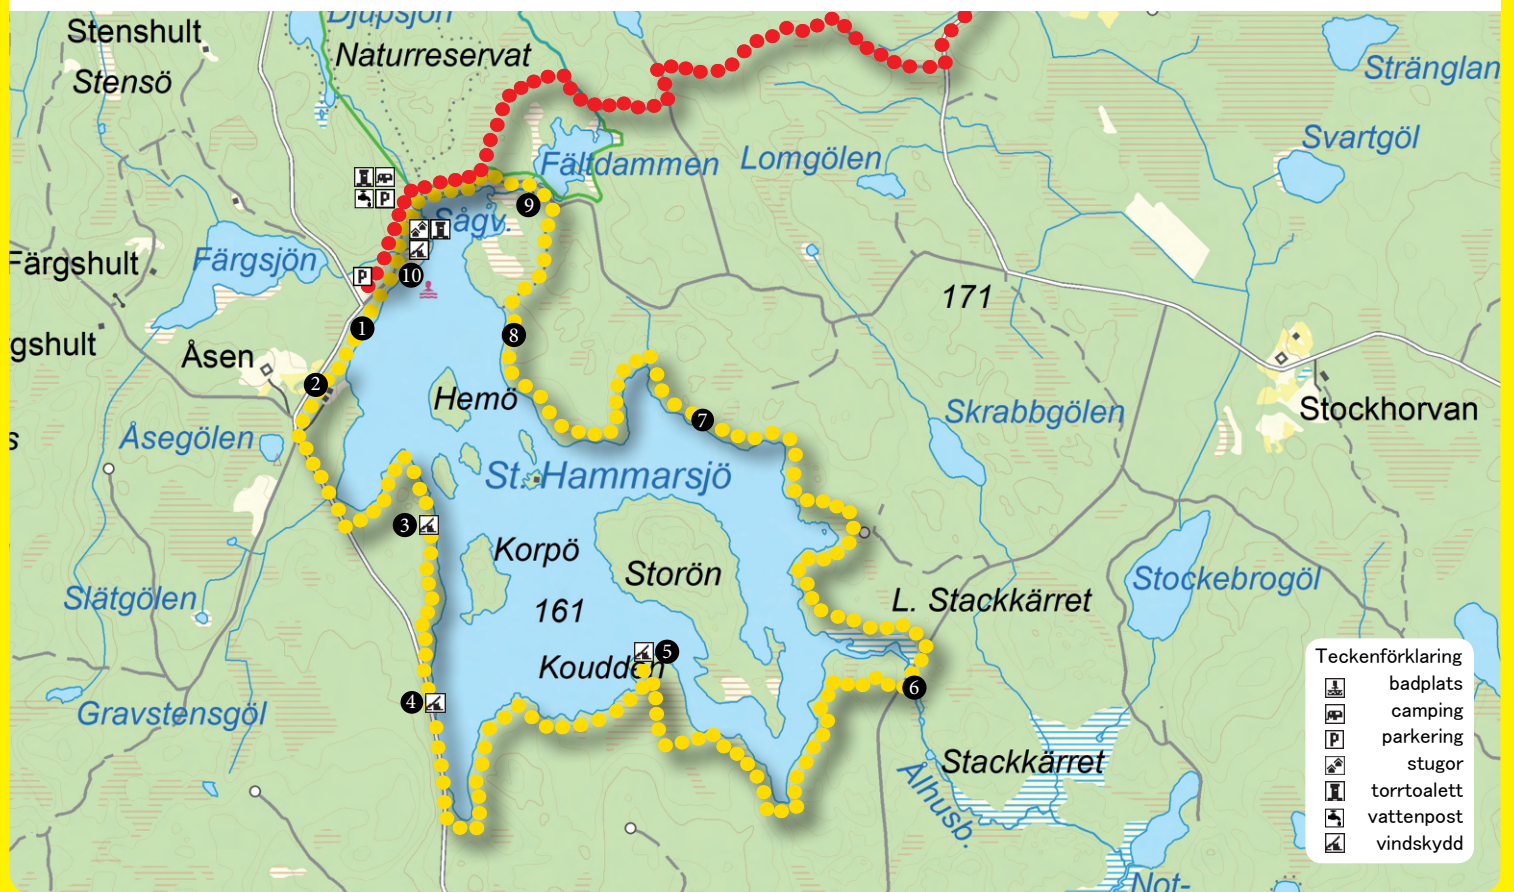 Djupsjön
Naturreservat
Stenshult
Stensö
Stränglan
Svartgöl
Fältdammen
Lomgölen
P
9
Sågv.
Färgshult
Färgsjön
P
10
171
1
8
gshult
Åsen
2
Hemö
7
Skrabbgölen
Stockhorvan
s
Åsegölen
St. Hammarsjö
3
Korpö
Storön
Stockebrogöl
Slätgölen
161
L. Stackkärret
Koudden
5
6
4
Gravstensgöl
Stackkärret
Ålhusb.
Not-
Teckenförklaring
badplats
camping
P parkering
stugor
torrtoalett
vattenpost
vindskydd